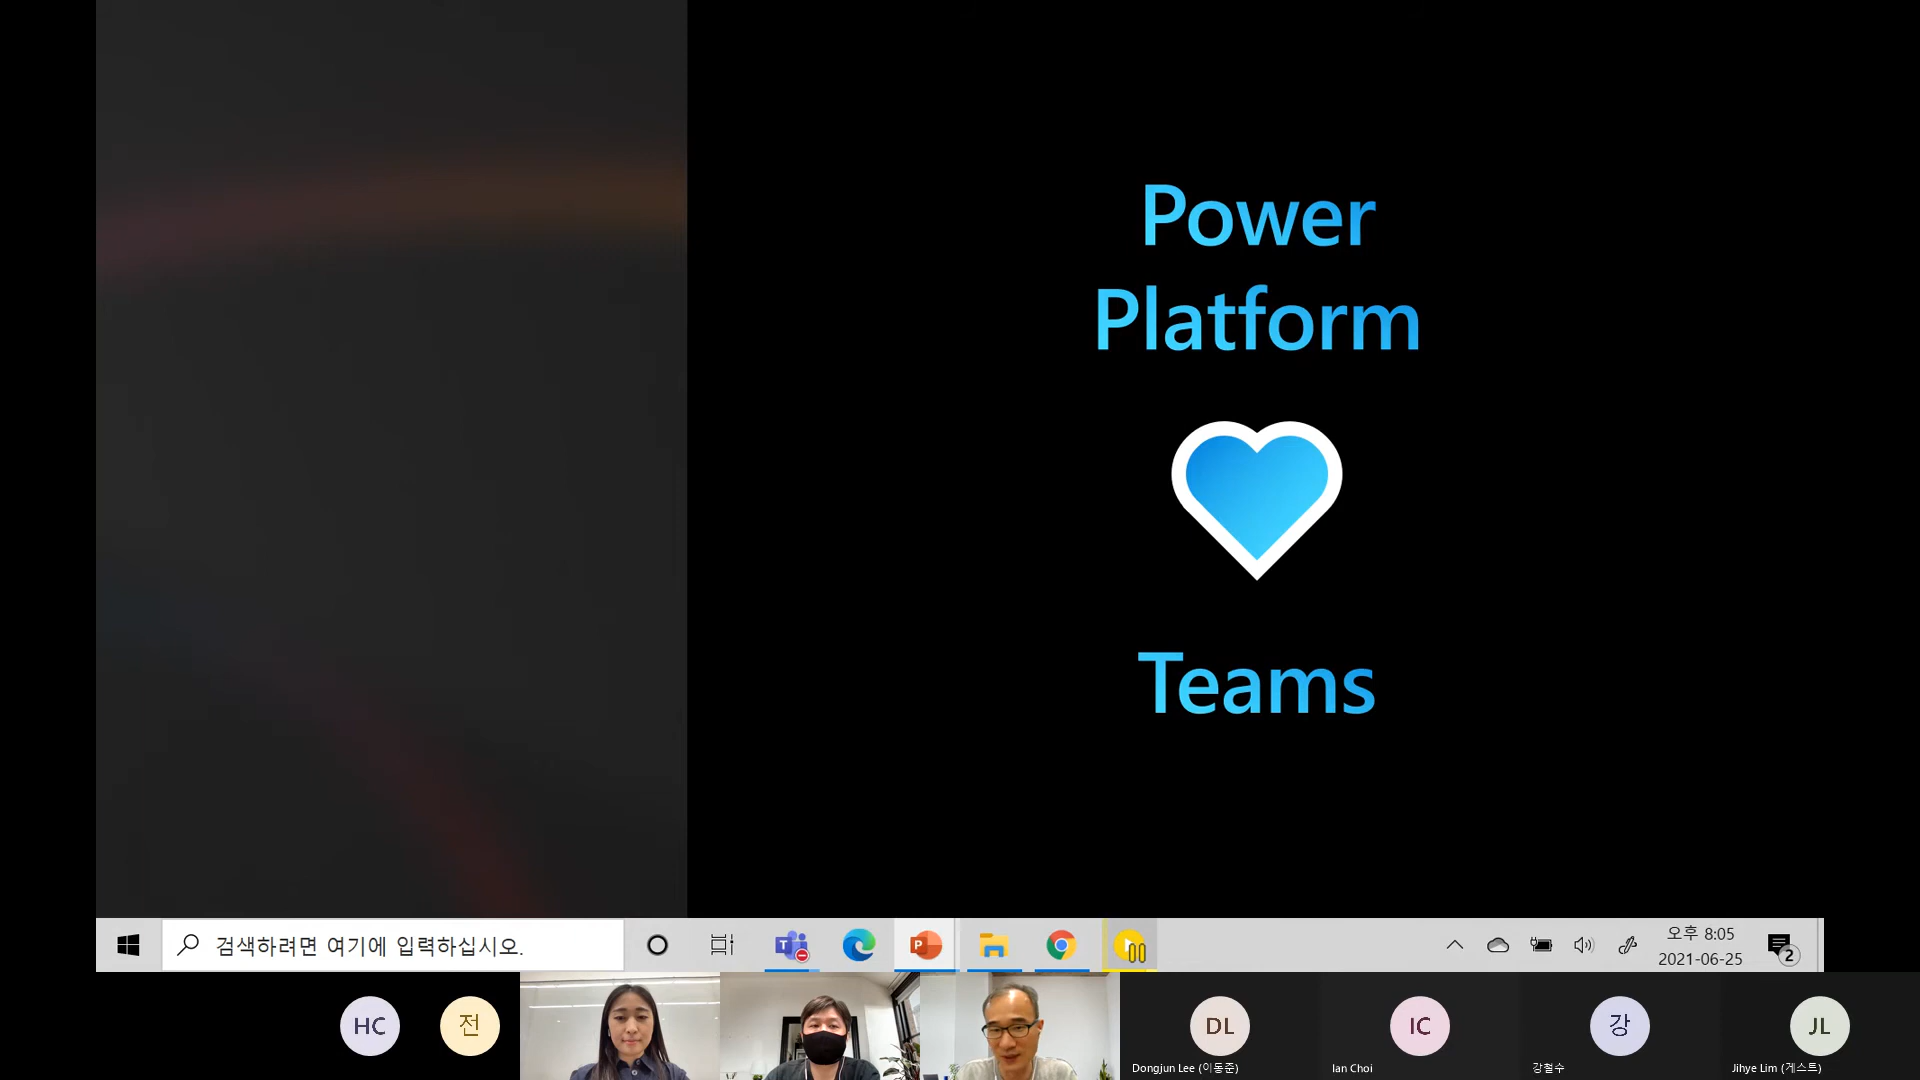 Power
Platform
Teams
검색하려면 여기에 입력하십시오.
오후 8:05
2021-06-25
2
HC
전
DL
Dongjun Lee (이동준)
IC
Ian Choi
강
강철수
JL
Jihye Lim (게스트)